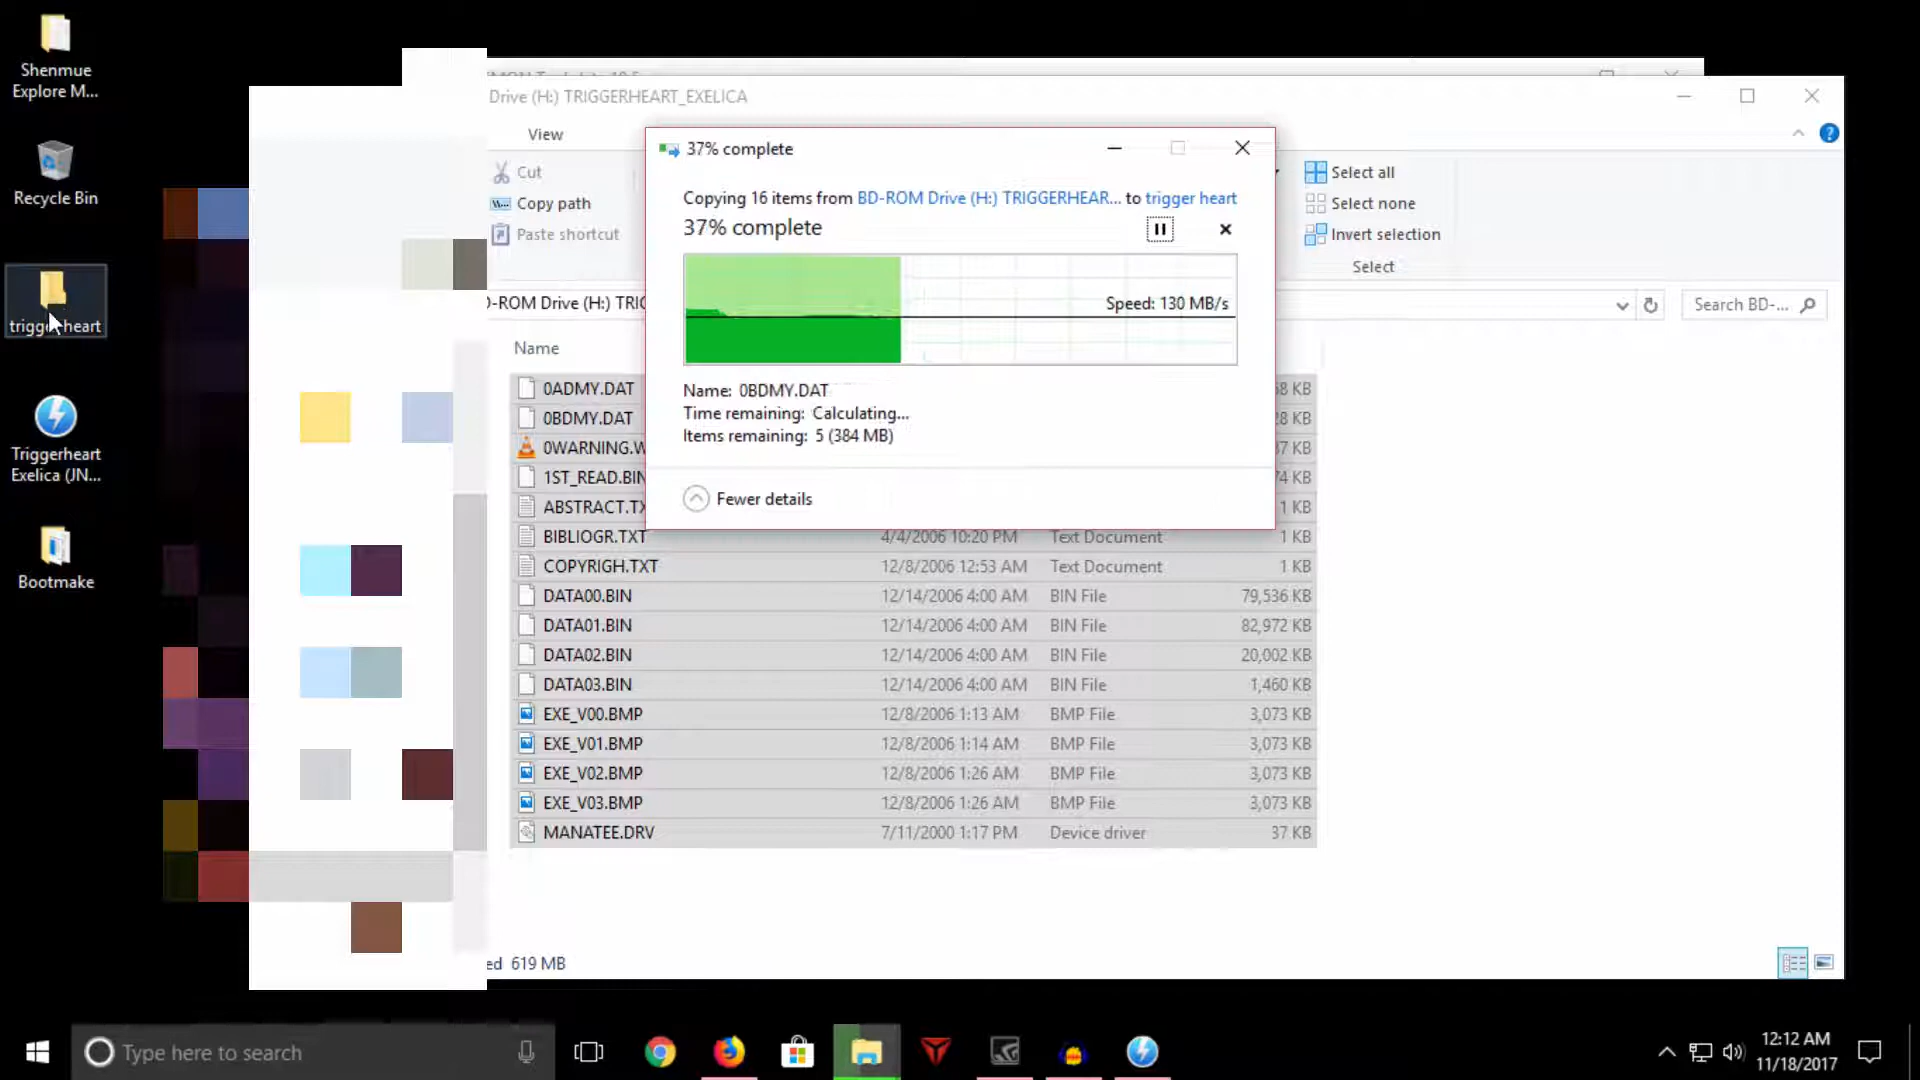 Shenmue
Explore M...
Recycle Bin
trigge heart
Triggerheart
Exelica (JN...
Bootmake
Drive (H:) TRIGGERHEART_EXELICA
View
Cut
Copy path
Paste shortcut
Select all
Select none
Invert selection
Select
37% complete
Copying 16 items from BD-ROM Drive (H:) TRIGGERHEAR... to trigger heart
37% complete
Speed: 130 MB/s
Name: 0BDMY.DAT
Time remaining: Calculating...
Items remaining: 5 (384 MB)
Fewer details
D-ROM Drive (H:) TRIG
Search BD-...
Name
0ADMY.DAT 8 KB
0BDMY.DAT 28 KB
0WARNING.W 37 KB
1ST_READ.BIN 74 KB
ABSTRACT.TX 1 KB
BIBLIOGR.TXT 4/4/2006 10:20 PM Text Document 1 KB
COPYRIGH.TXT 12/8/2006 12:53 AM Text Document 1 KB
DATA00.BIN 12/14/2006 4:00 AM BIN File 79,536 KB
DATA01.BIN 12/14/2006 4:00 AM BIN File 82,972 KB
DATA02.BIN 12/14/2006 4:00 AM BIN File 20,002 KB
DATA03.BIN 12/14/2006 4:00 AM BIN File 1,460 KB
EXE_V00.BMP 12/8/2006 1:13 AM BMP File 3,073 KB
EXE_V01.BMP 12/8/2006 1:14 AM BMP File 3,073 KB
EXE_V02.BMP 12/8/2006 1:26 AM BMP File 3,073 KB
EXE_V03.BMP 12/8/2006 1:26 AM BMP File 3,073 KB
MANATEE.DRV 7/11/2000 1:17 PM Device driver 37 KB
ed 619 MB
Type here to search
12:12 AM
11/18/2017